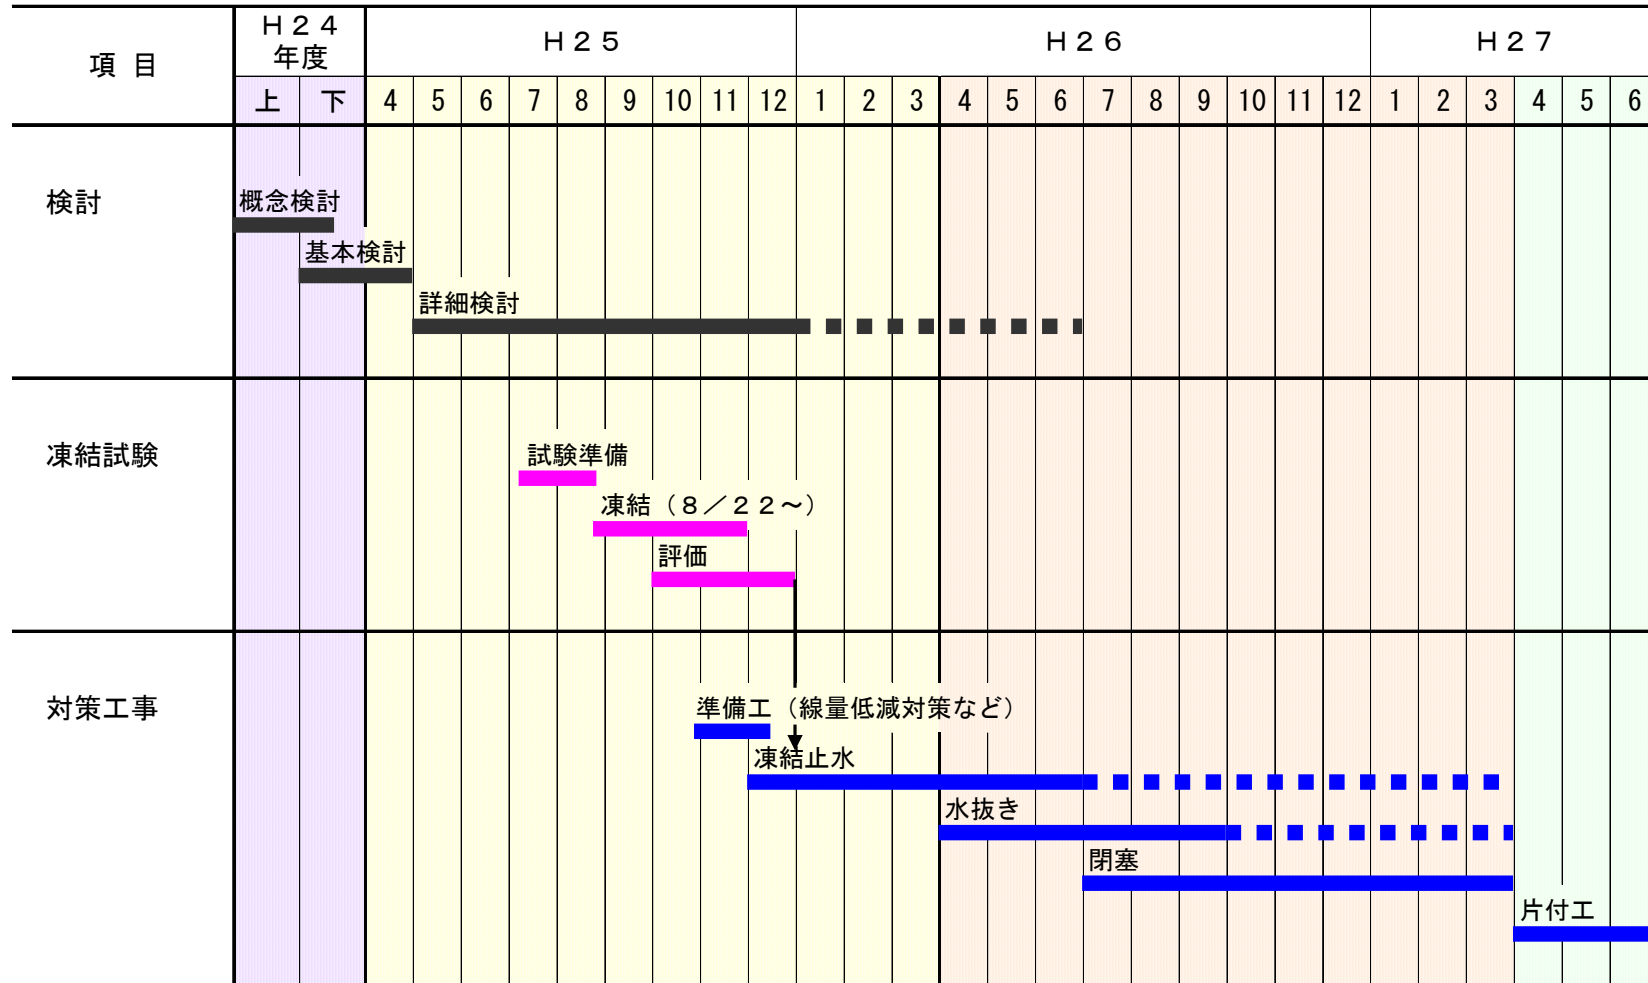 項 目
Ｈ２４
年度
Ｈ２５
Ｈ２６
Ｈ２７
上 下 4 5 6 7 8 9 10 11 12 1 2 3 4 5 6 7 8 9 10 11 12 1 2 3 4 5 6
検討
概念検討
基本検討
詳細検討
凍結試験
試験準備
凍結（８／２２～）
評価
対策工事
準備工（線量低減対策など）
凍結止水
水抜き
閉塞
片付工